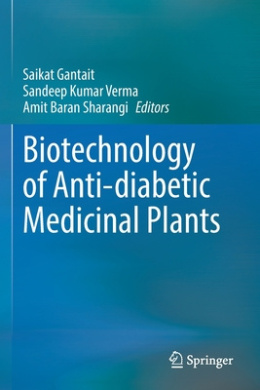 Saikat Gantait
Sandeep Kumar Verma
Amit Baran Sharangi Editors
Biotechnology
of Anti-diabetic
Medicinal Plants
Springer